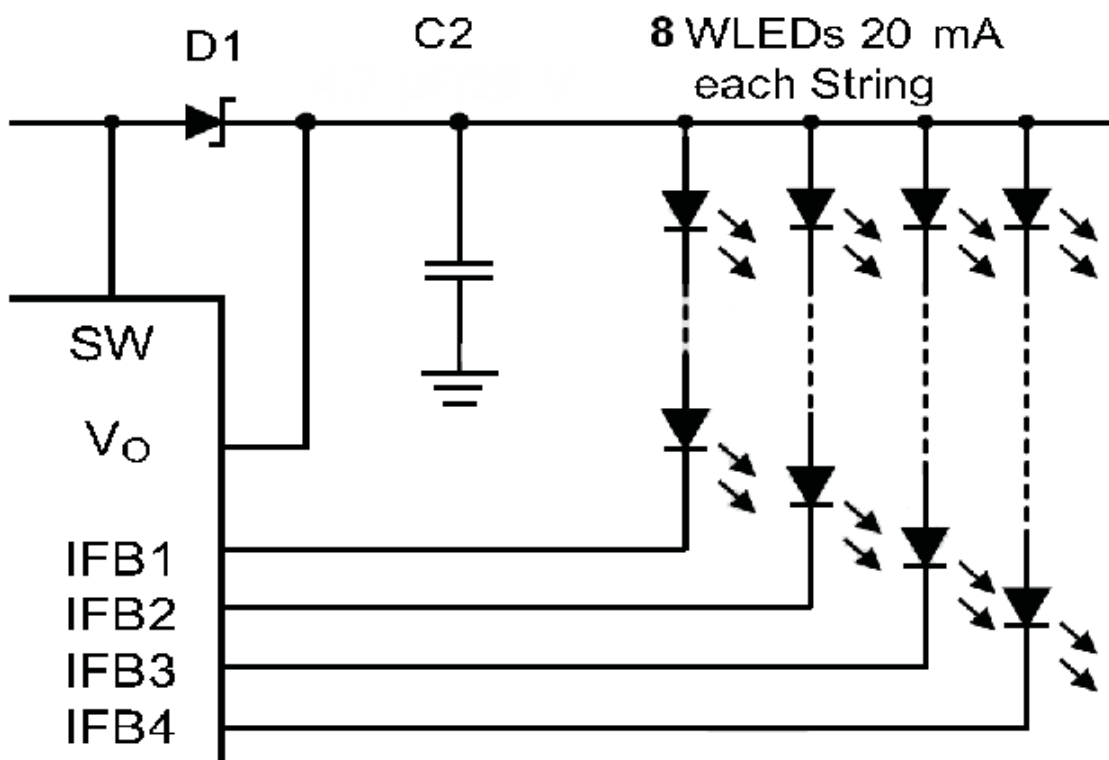 D1
C2
8 WLEDs 20 mA
each String
SW
VO
IFB1
IFB2
IFB3
IFB4